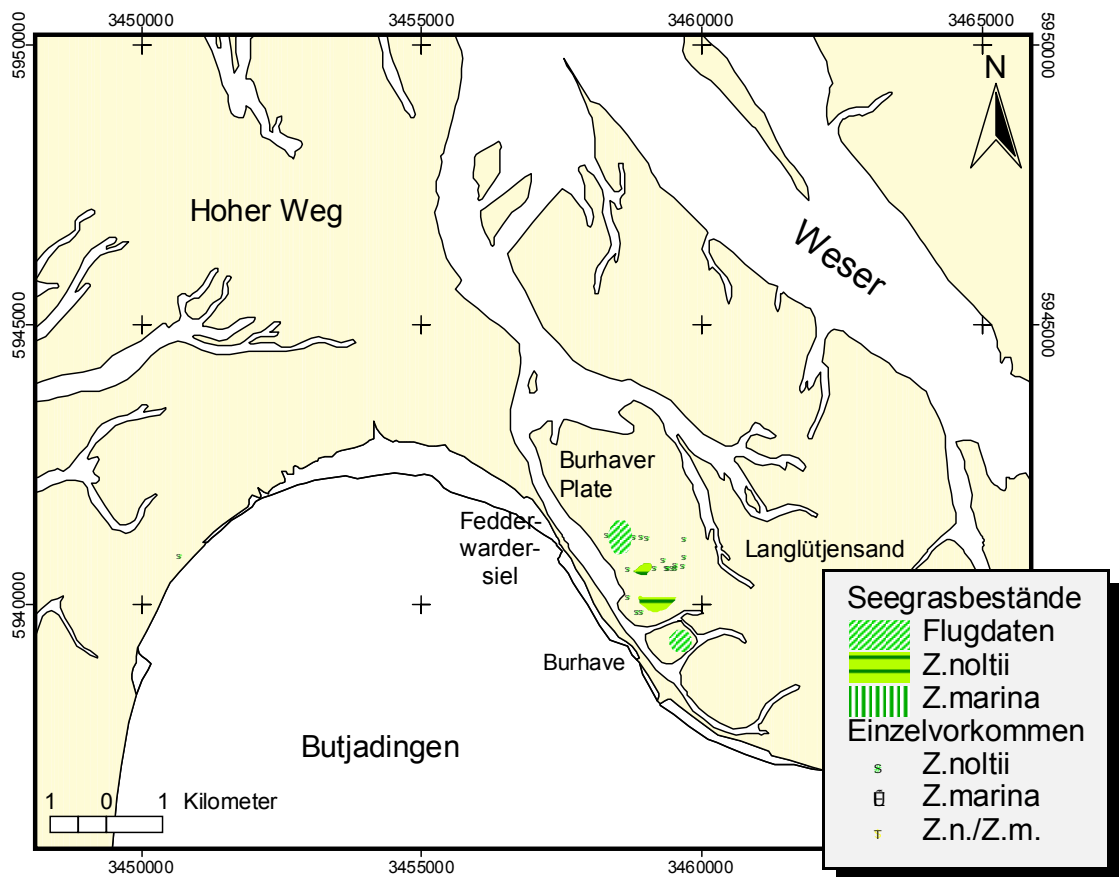 3450000 3455000 3460000 3465000
5950000 5950000
N
Hoher Weg
Weser
5945000 5945000
Burhaver
Plate
Fedder-
warder-
siel
Langlütjensand
5940000
Burhave
Butjadingen
1 0 1 Kilometer
Seegrasbestände
Flugdaten
Z.noltii
Z.marina
Einzelvorkommen
s Z.noltii
Z.marina
T Z.n./Z.m.
3450000 3455000 3460000